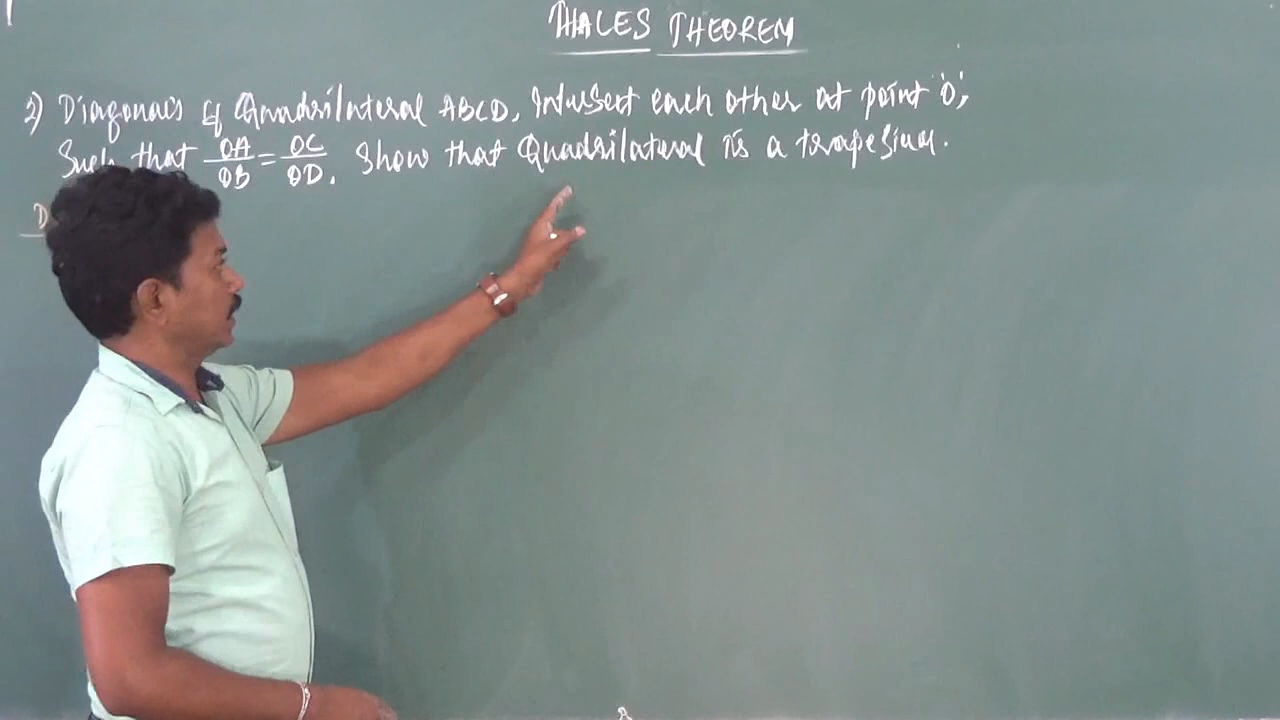 THALES THEOREM
2) Diagonals of Quadrilateral ABCD, Intersect each other at point 'O',
Such that OA/OB = OC/OD. Show that Quadrilateral is a trapezium.
D